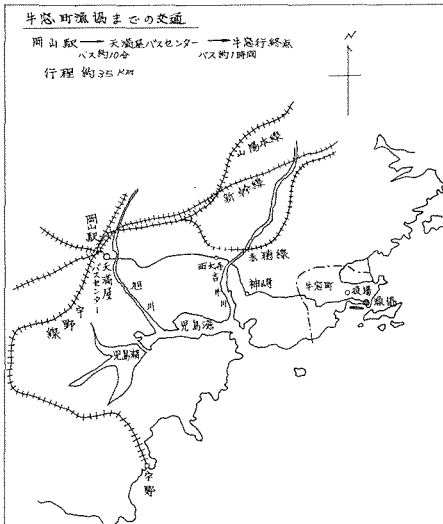 牛窓町漁協までの交通
岡山駅 → 天満屋バスセンター → 牛窓行終点
バス約10分 バス約1時間
行程 約35Km
山陽本線
新幹線
岡山駅
赤穂線
天満屋バスセンター
西大寺
吉井川
神崎
牛窓町
役場
漁協
旭川
宇野線
児島湾
児島湖
宇野